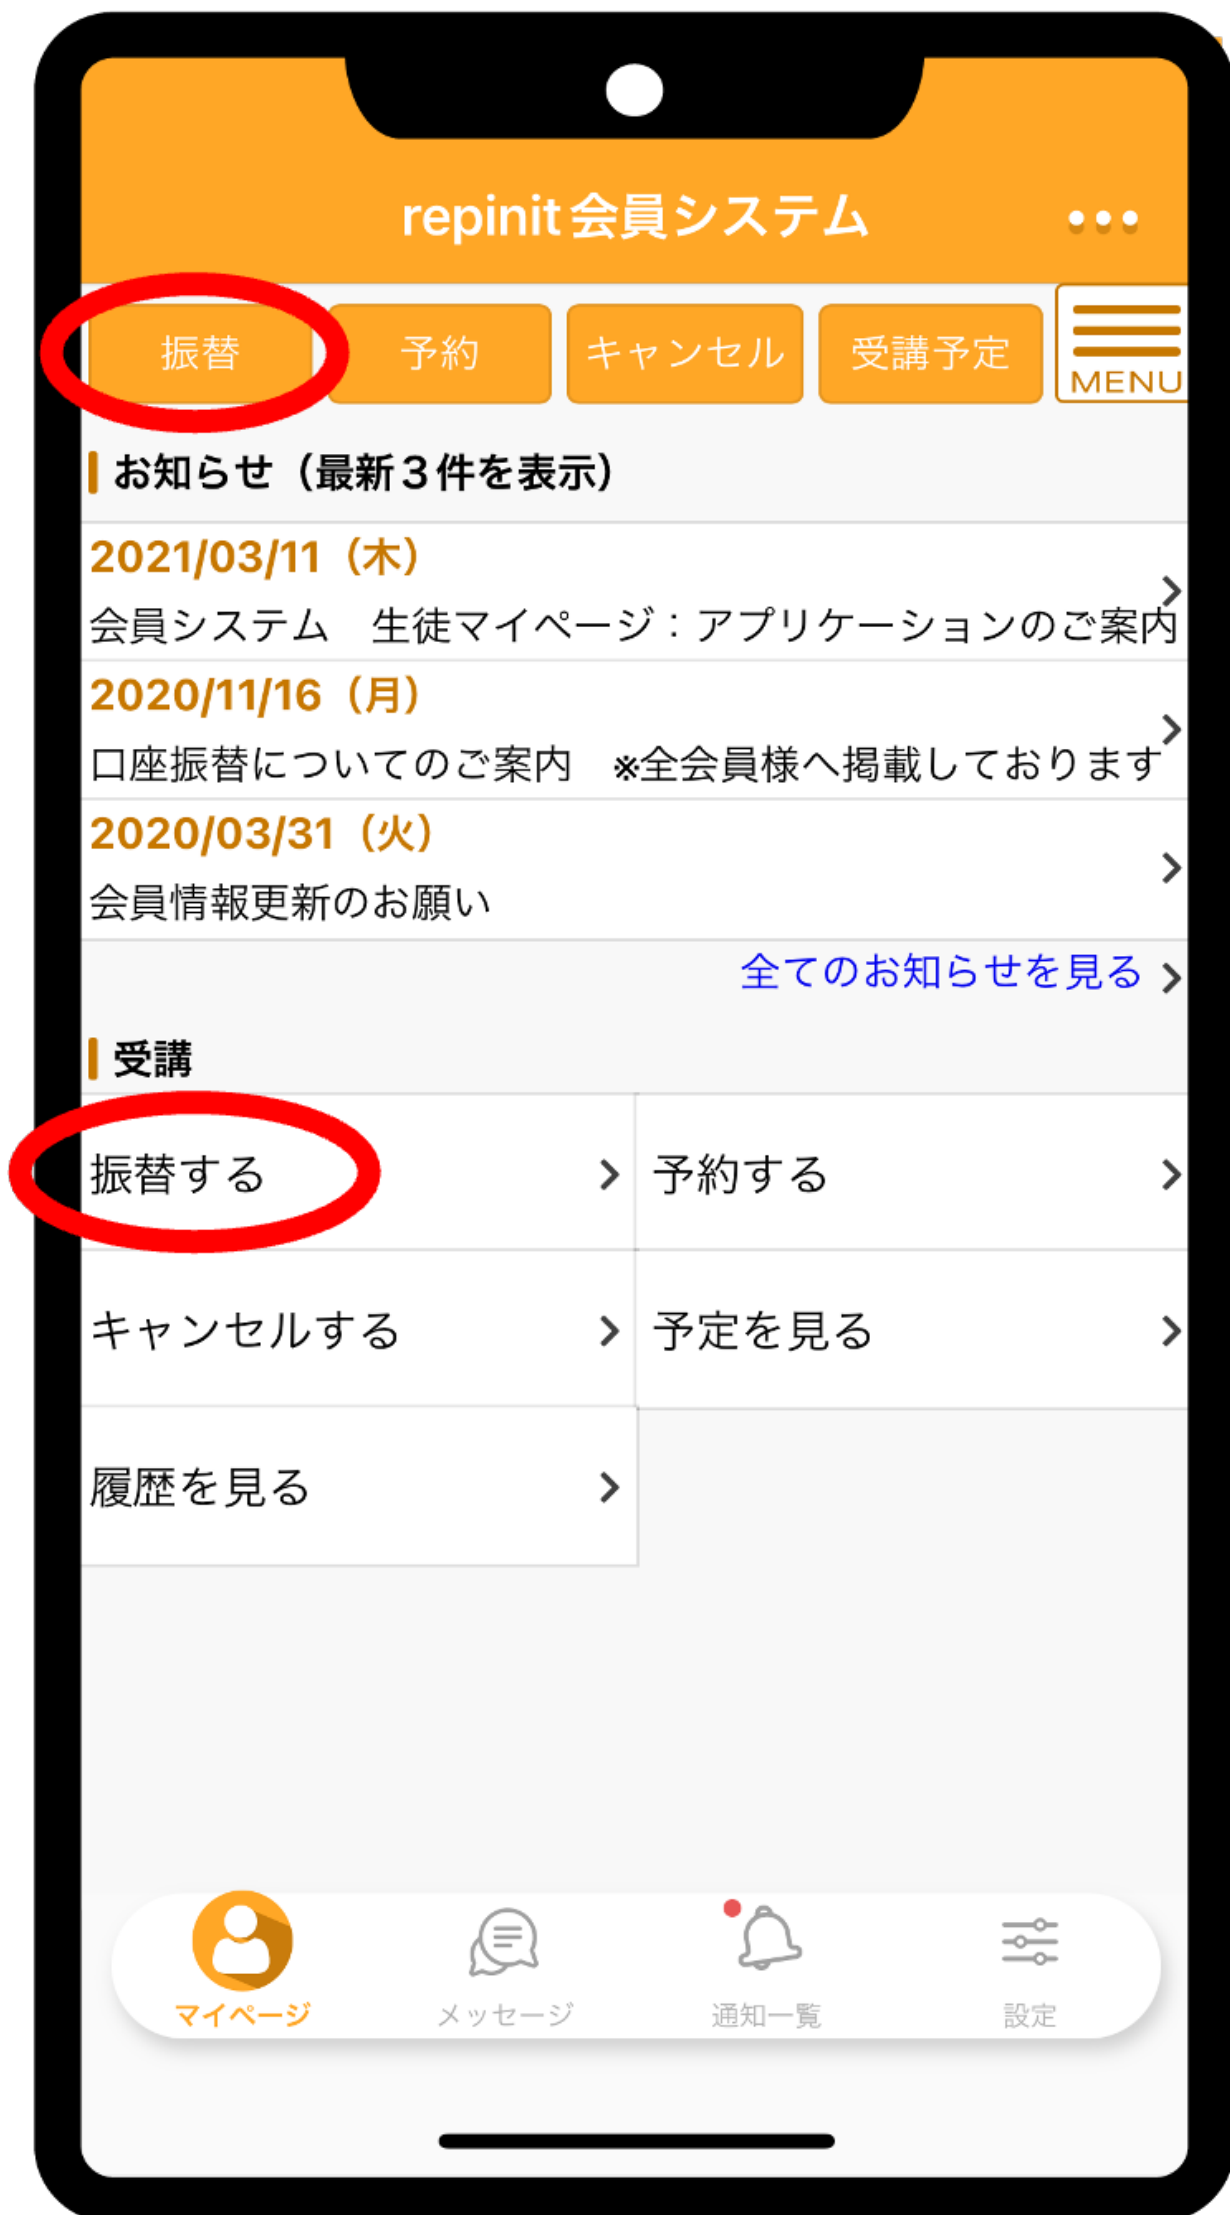 repinit会員システム
振替 予約 キャンセル 受講予定 MENU
お知らせ（最新３件を表示）
2021/03/11（木）
会員システム　生徒マイページ：アプリケーションのご案内
2020/11/16（月）
口座振替についてのご案内　※全会員様へ掲載しております
2020/03/31（火）
会員情報更新のお願い
全てのお知らせを見る
受講
振替する 予約する
キャンセルする 予定を見る
履歴を見る
マイページ メッセージ 通知一覧 設定